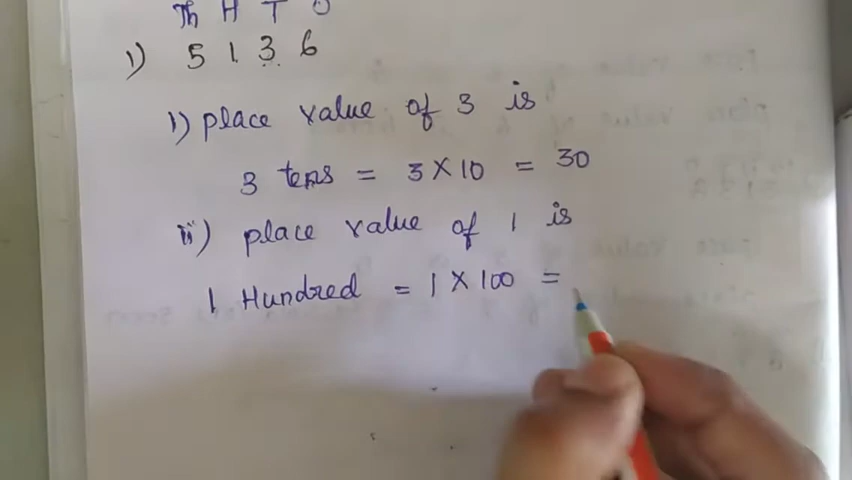 Th H T O
1) 5 1 3 6
1) place value of 3 is
3 tens = 3 × 10 = 30
ii) place value of 1 is
1 Hundred = 1 × 100 =